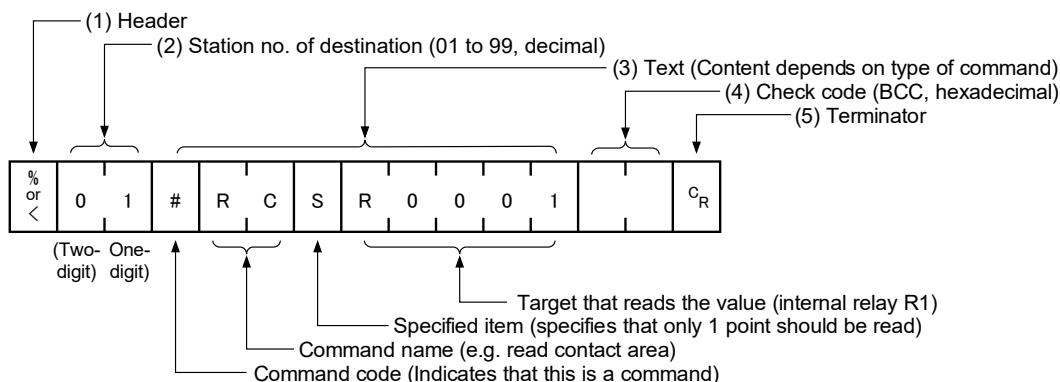 (1) Header
(2) Station no. of destination (01 to 99, decimal)
(3) Text (Content depends on type of command)
(4) Check code (BCC, hexadecimal)
(5) Terminator
%
or
<
0 1 # R C S R 0 0 0 1 CR
(Two- One-
digit) digit)
Target that reads the value (internal relay R1)
Specified item (specifies that only 1 point should be read)
Command name (e.g. read contact area)
Command code (Indicates that this is a command)